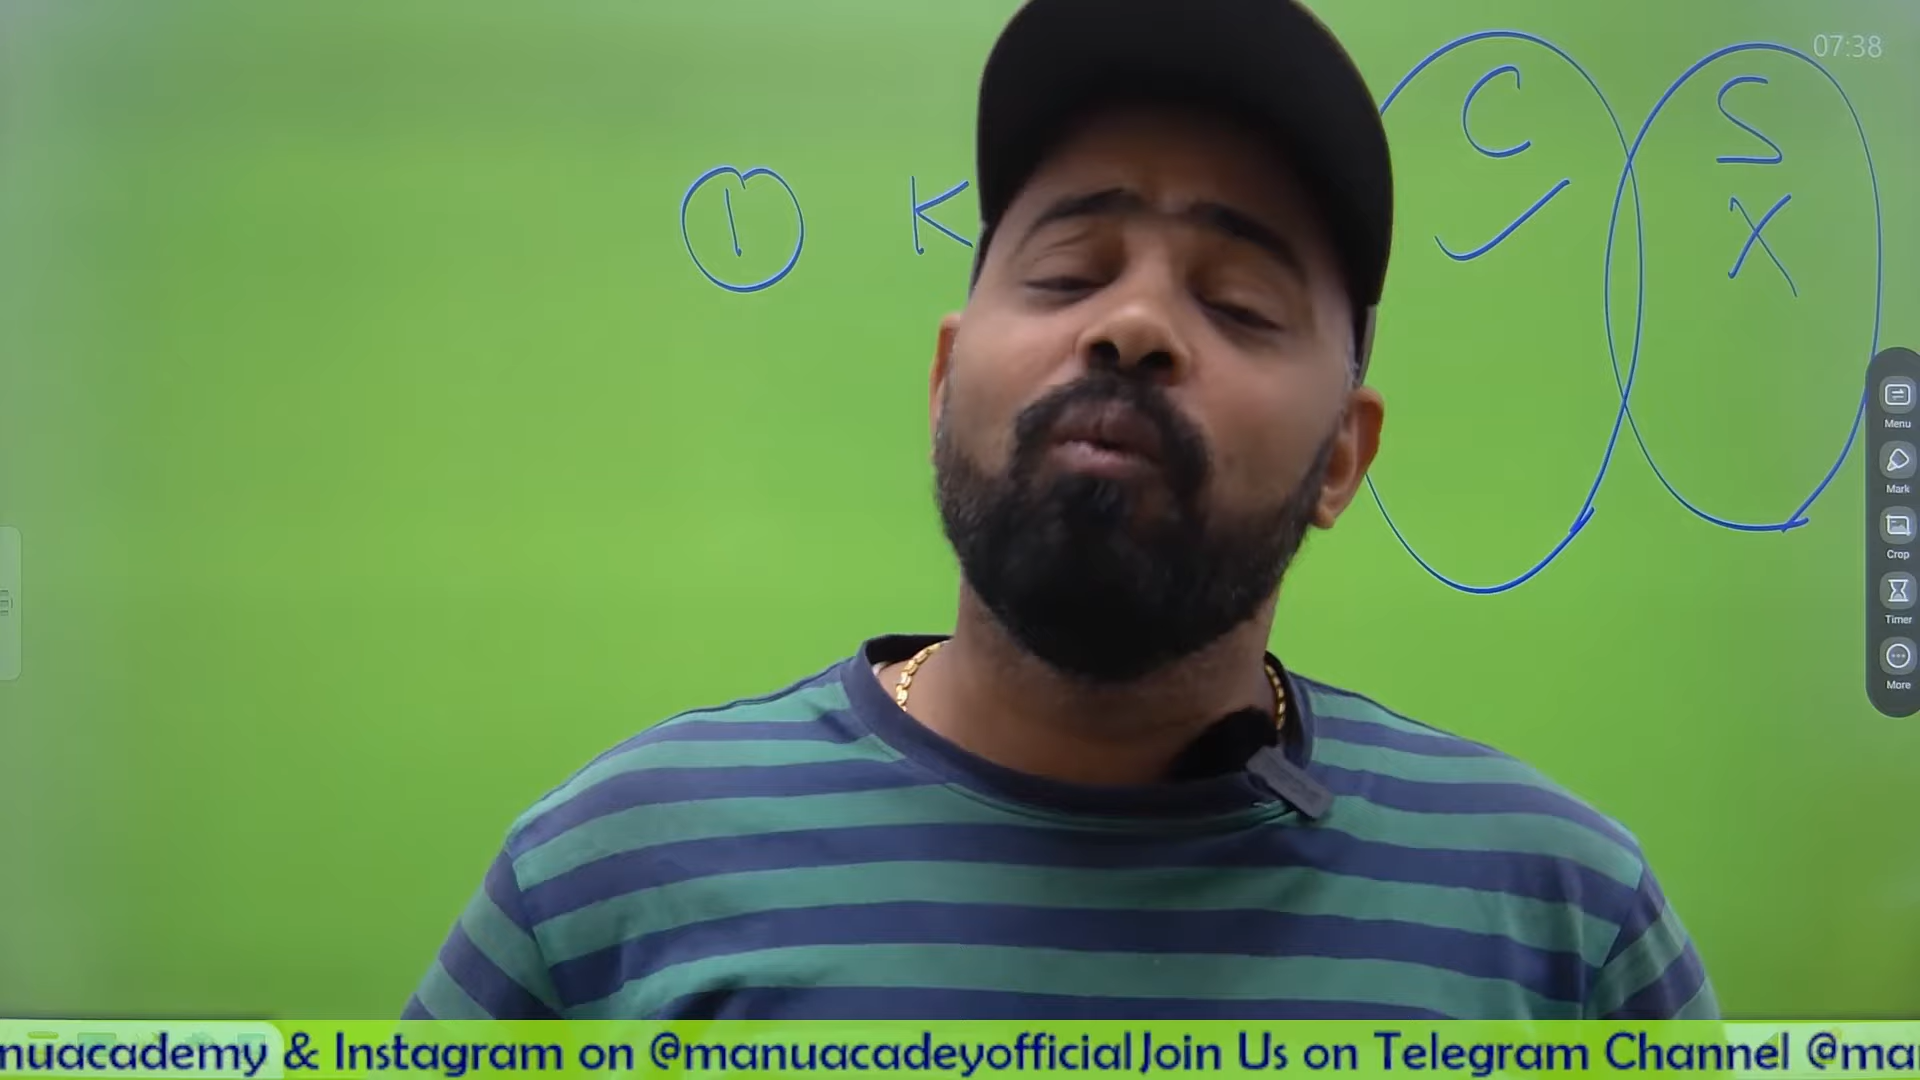 07:38
C S
① K ✓ X
Menu
Mark
Crop
Timer
More
nuacademy & Instagram on @manuacadeyofficial Join Us on Telegram Channel @ma